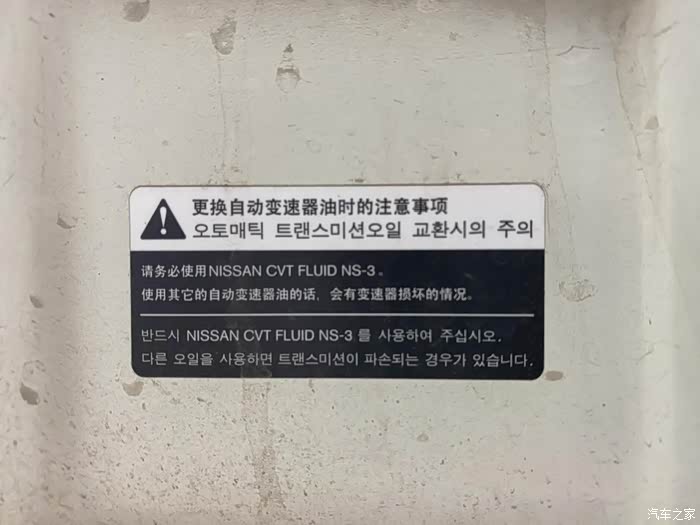 更换自动变速器油时的注意事项
오토매틱 트랜스미션오일 교환시의 주의
请务必使用NISSAN CVT FLUID NS-3。
使用其它的自动变速器油的话，会有变速器损坏的情况。
반드시 NISSAN CVT FLUID NS-3 를 사용하여 주십시오.
다른 오일을 사용하면 트랜스미션이 파손되는 경우가 있습니다.
汽车之家